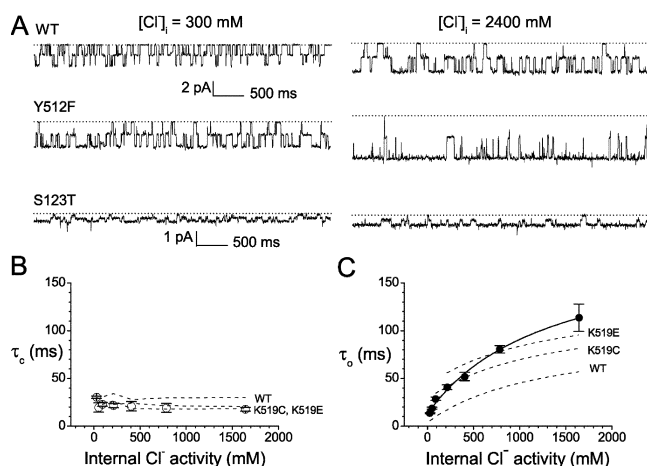 A
[Cl⁻]i = 300 mM
[Cl⁻]i = 2400 mM
WT
2 pA
500 ms
Y512F
S123T
1 pA
500 ms
B
150
100
50
0
τc (ms)
WT
K519C, K519E
0 500 1000 1500 2000
Internal Cl⁻ activity (mM)
C
150
100
50
0
τo (ms)
K519E
K519C
WT
0 500 1000 1500 2000
Internal Cl⁻ activity (mM)